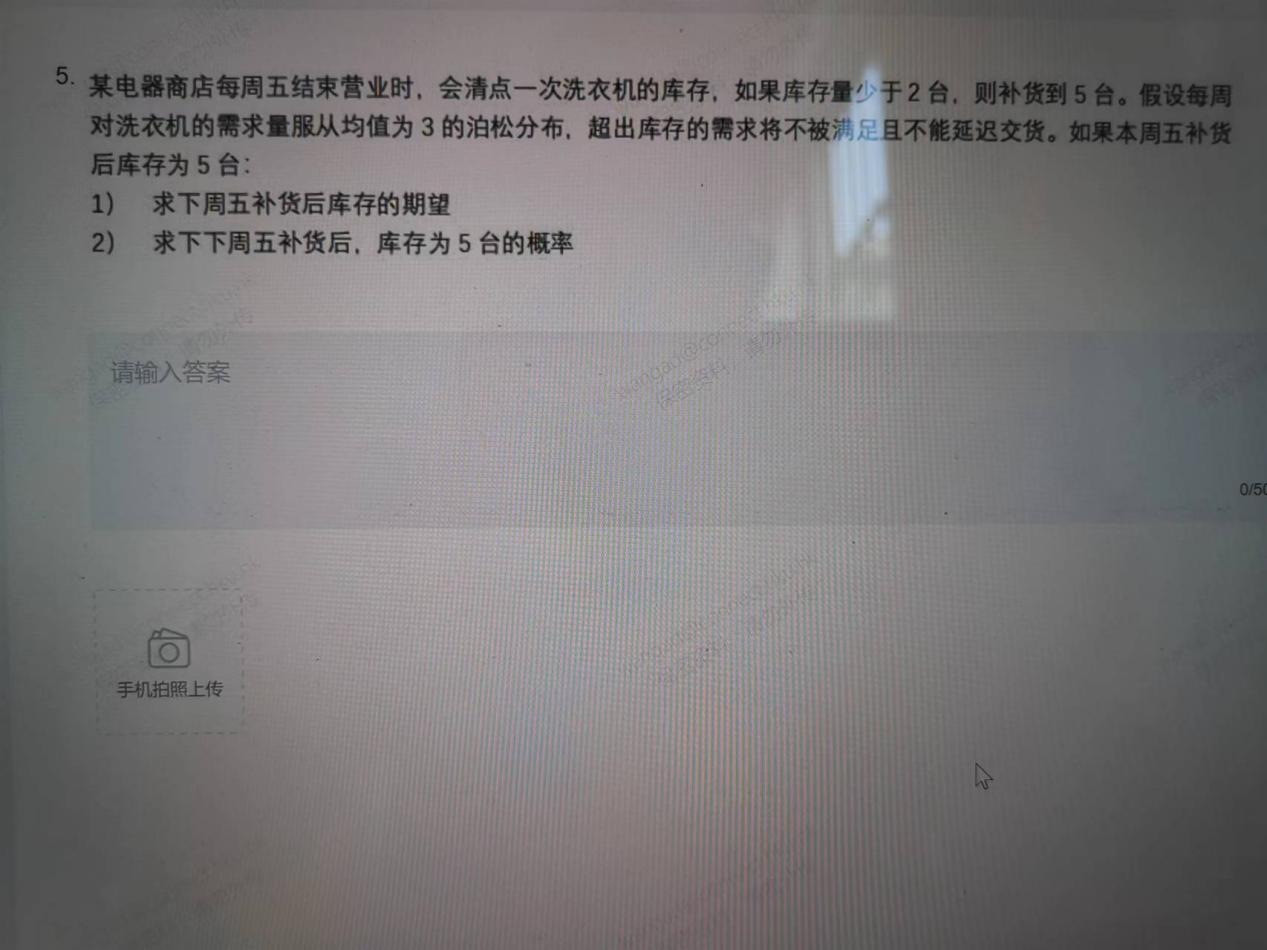 5. 某电器商店每周五结束营业时，会清点一次洗衣机的库存，如果库存量少于2台，则补货到5台。假设每周
对洗衣机的需求量服从均值为3的泊松分布，超出库存的需求将不被满足且不能延迟交货。如果本周五补货
后库存为5台：
1) 求下周五补货后库存的期望
2) 求下下周五补货后，库存为5台的概率
请输入答案
0/50
手机拍照上传